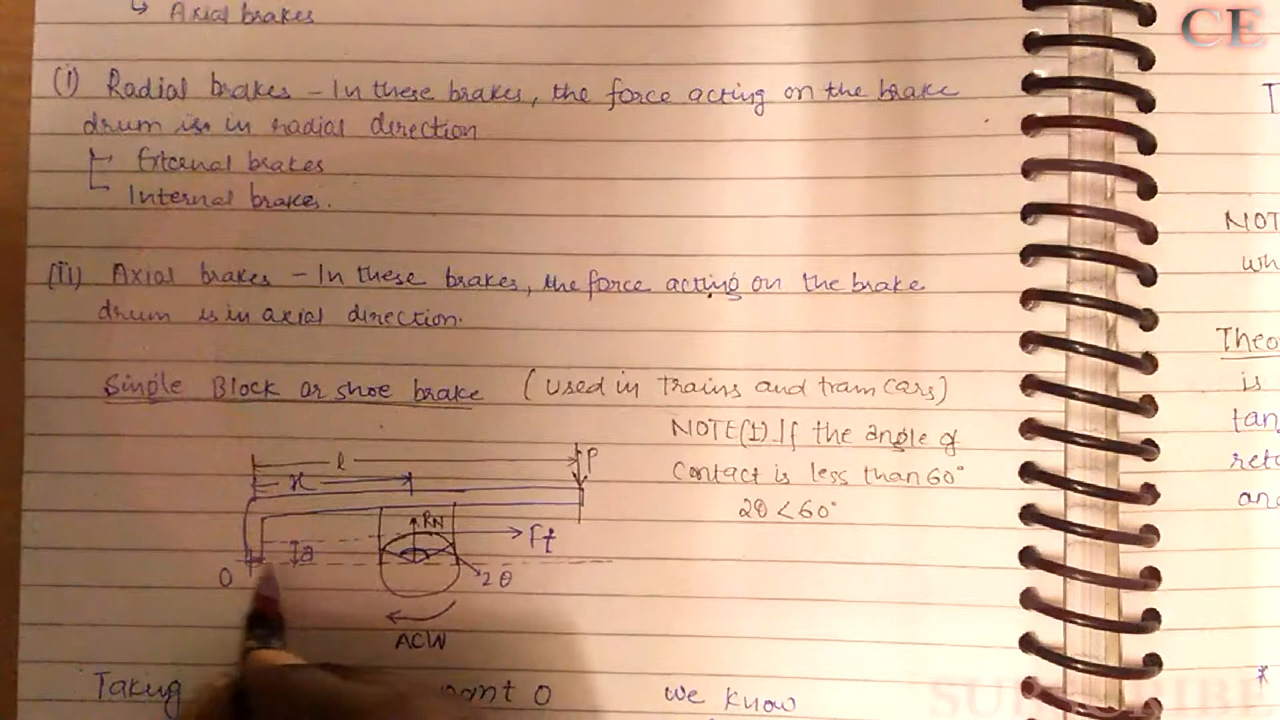 ↳ Axial brakes
CE
(i) Radial brakes - In these brakes, the force acting on the brake
drum is in radial direction
External brakes
Internal brakes.
(ii) Axial brakes - In these brakes, the force acting on the brake
drum is in axial direction.
Simple Block or shoe brake (Used in trains and tram cars)
NOTE(1) If the angle of
contact is less than 60°
2θ < 60°
l
P
x
RN
Ft
a
O
2θ
ACW
Taking
point O we know
SUBSCRIBE
T
NOT
wh
Theo
is
tan
reto
an
*